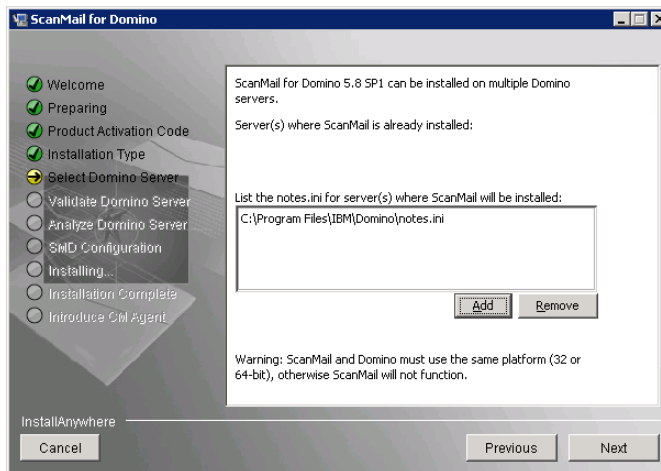 ScanMail for Domino
Welcome
Preparing
Product Activation Code
Installation Type
Select Domino Server
Validate Domino Server
Analyze Domino Server
SMD Configuration
Installing...
Installation Complete
Introduce CM Agent
ScanMail for Domino 5.8 SP1 can be installed on multiple Domino
servers.
Server(s) where ScanMail is already installed:
List the notes.ini for server(s) where ScanMail will be installed:
C:\Program Files\IBM\Domino\notes.ini
Add Remove
Warning: ScanMail and Domino must use the same platform (32 or
64-bit), otherwise ScanMail will not function.
InstallAnywhere
Cancel Previous Next